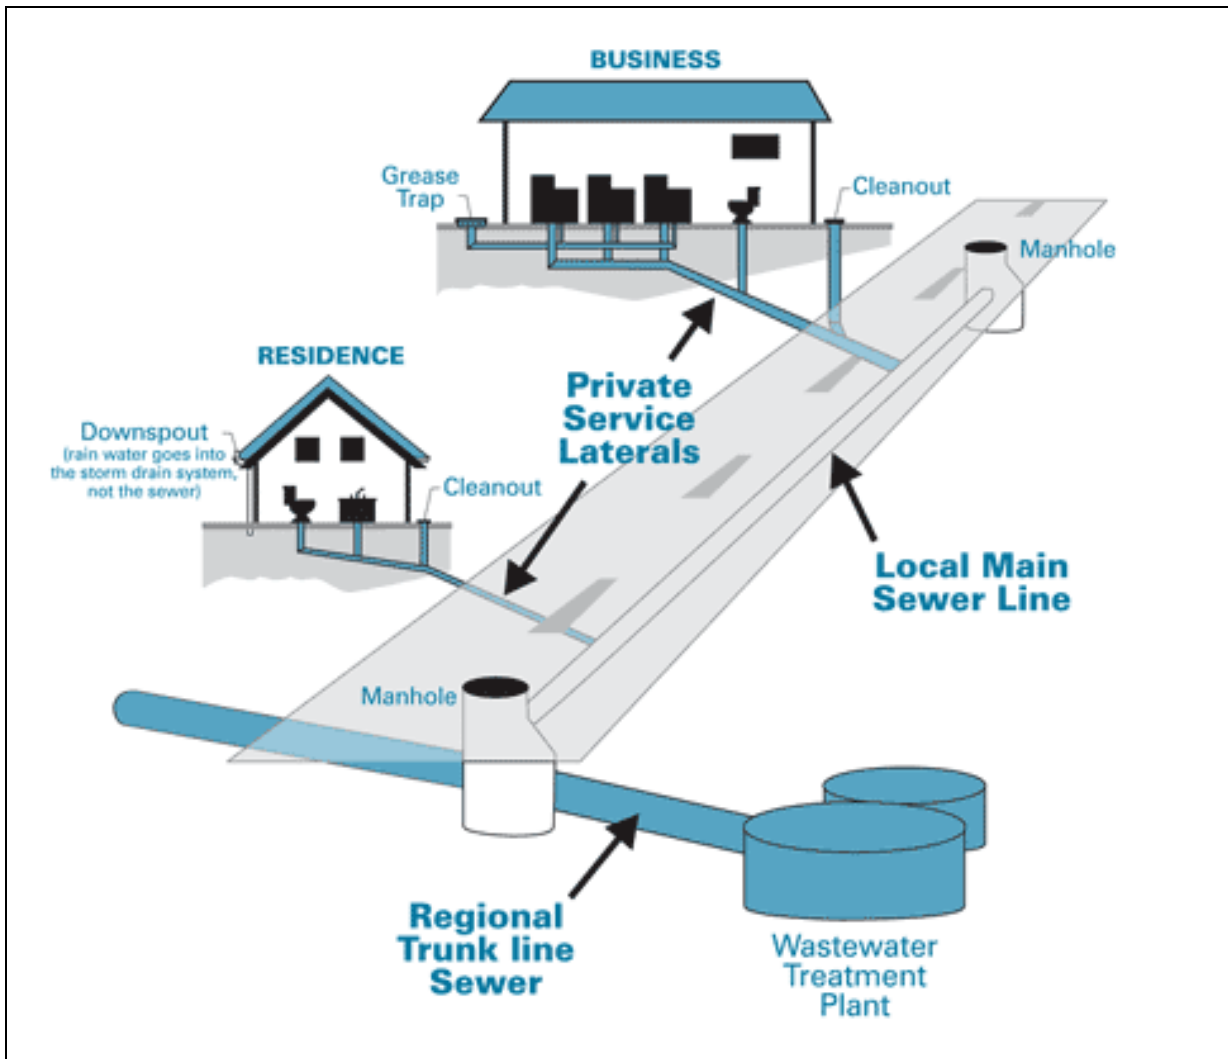 BUSINESS
Grease
Trap
Cleanout
Manhole
RESIDENCE
Private
Service
Laterals
Downspout
(rain water goes into
the storm drain system,
not the sewer)
Cleanout
Local Main
Sewer Line
Manhole
Regional
Trunk line
Sewer
Wastewater
Treatment
Plant